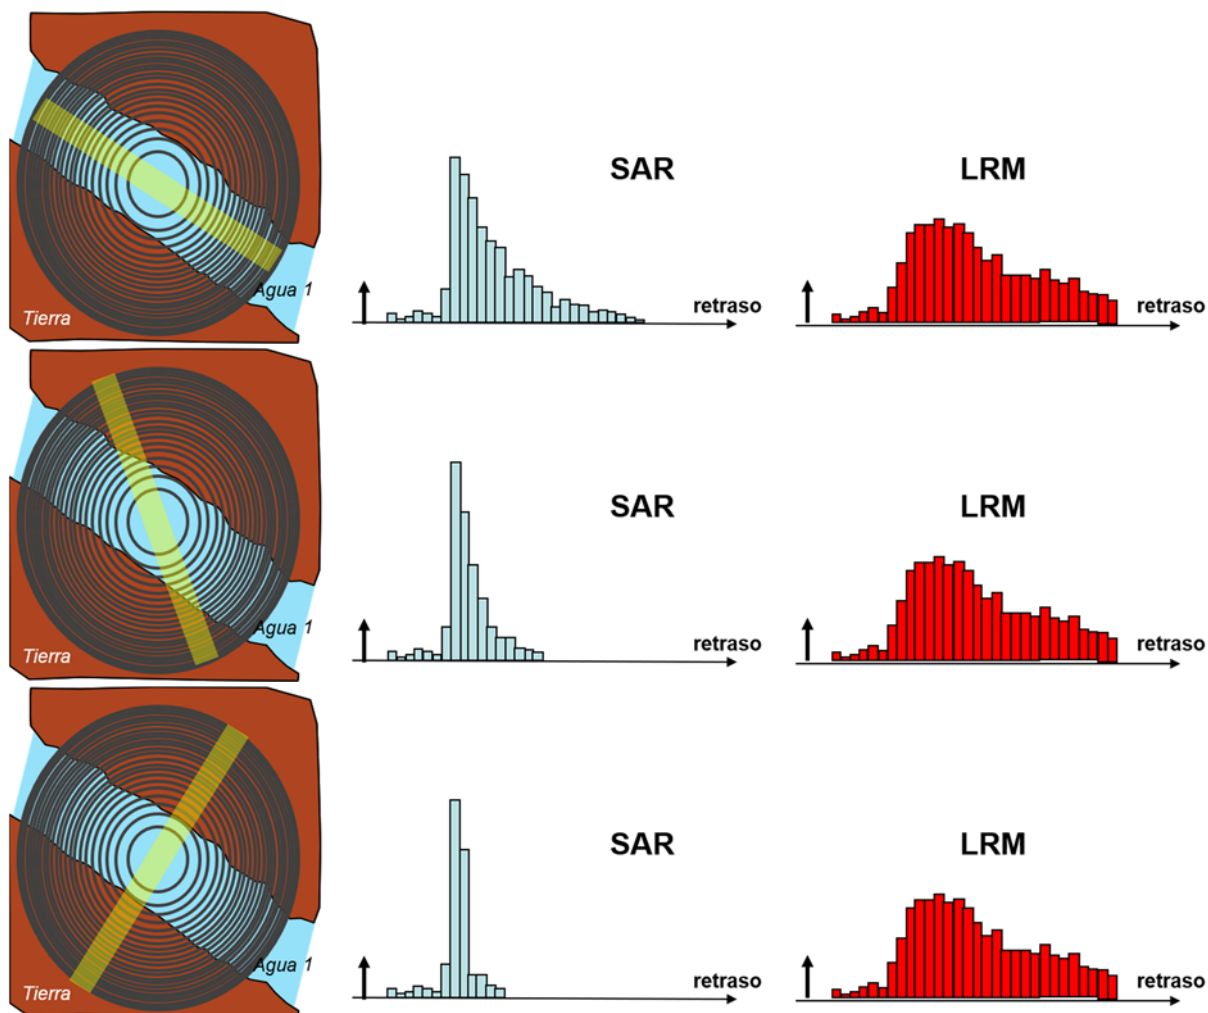 SAR
LRM
retraso
retraso
Agua 1
Tierra
SAR
LRM
retraso
retraso
Agua 1
Tierra
SAR
LRM
retraso
retraso
Agua 1
Tierra